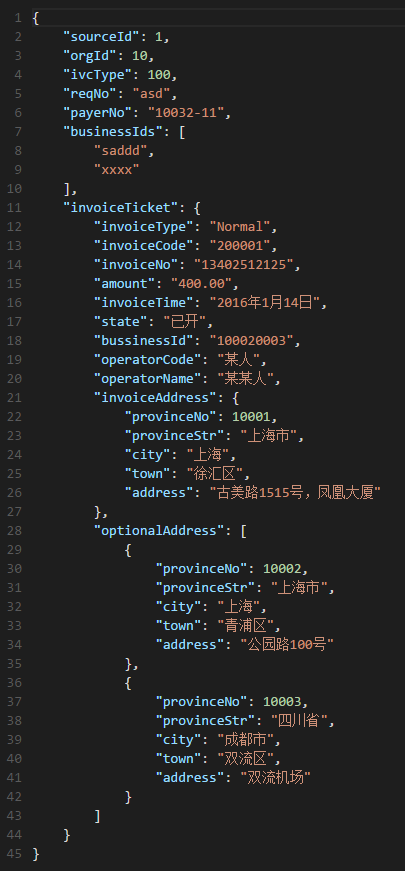 1 {
2     "sourceId": 1,
3     "orgId": 10,
4     "ivcType": 100,
5     "reqNo": "asd",
6     "payerNo": "10032-11",
7     "businessIds": [
8         "saddd",
9         "xxxx"
10     ],
11     "invoiceTicket": {
12         "invoiceType": "Normal",
13         "invoiceCode": "200001",
14         "invoiceNo": "13402512125",
15         "amount": "400.00",
16         "invoiceTime": "2016年1月14日",
17         "state": "已开",
18         "bussinessId": "100020003",
19         "operatorCode": "某人",
20         "operatorName": "某某人",
21         "invoiceAddress": {
22             "provinceNo": 10001,
23             "provinceStr": "上海市",
24             "city": "上海",
25             "town": "徐汇区",
26             "address": "古美路1515号，凤凰大厦"
27         },
28         "optionalAddress": [
29             {
30                 "provinceNo": 10002,
31                 "provinceStr": "上海市",
32                 "city": "上海",
33                 "town": "青浦区",
34                 "address": "公园路100号"
35             },
36             {
37                 "provinceNo": 10003,
38                 "provinceStr": "四川省",
39                 "city": "成都市",
40                 "town": "双流区",
41                 "address": "双流机场"
42             }
43         ]
44     }
45 }